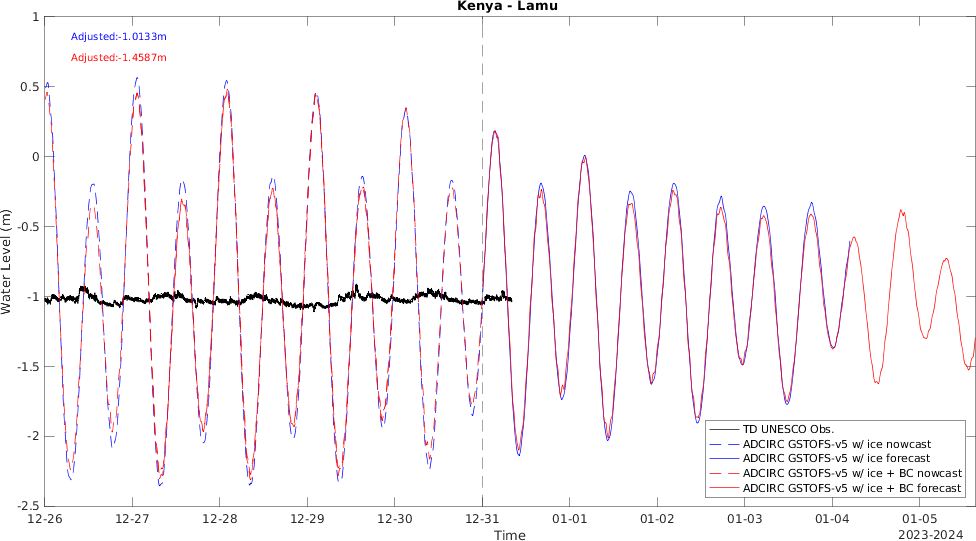 Kenya - Lamu
Adjusted:-1.0133m
Adjusted:-1.4587m
1
0.5
0
-0.5
-1
-1.5
-2
-2.5
Water Level (m)
TD UNESCO Obs.
ADCIRC GSTOFS-v5 w/ ice nowcast
ADCIRC GSTOFS-v5 w/ ice forecast
ADCIRC GSTOFS-v5 w/ ice + BC nowcast
ADCIRC GSTOFS-v5 w/ ice + BC forecast
12-26 12-27 12-28 12-29 12-30 12-31 01-01 01-02 01-03 01-04 01-05
Time
2023-2024